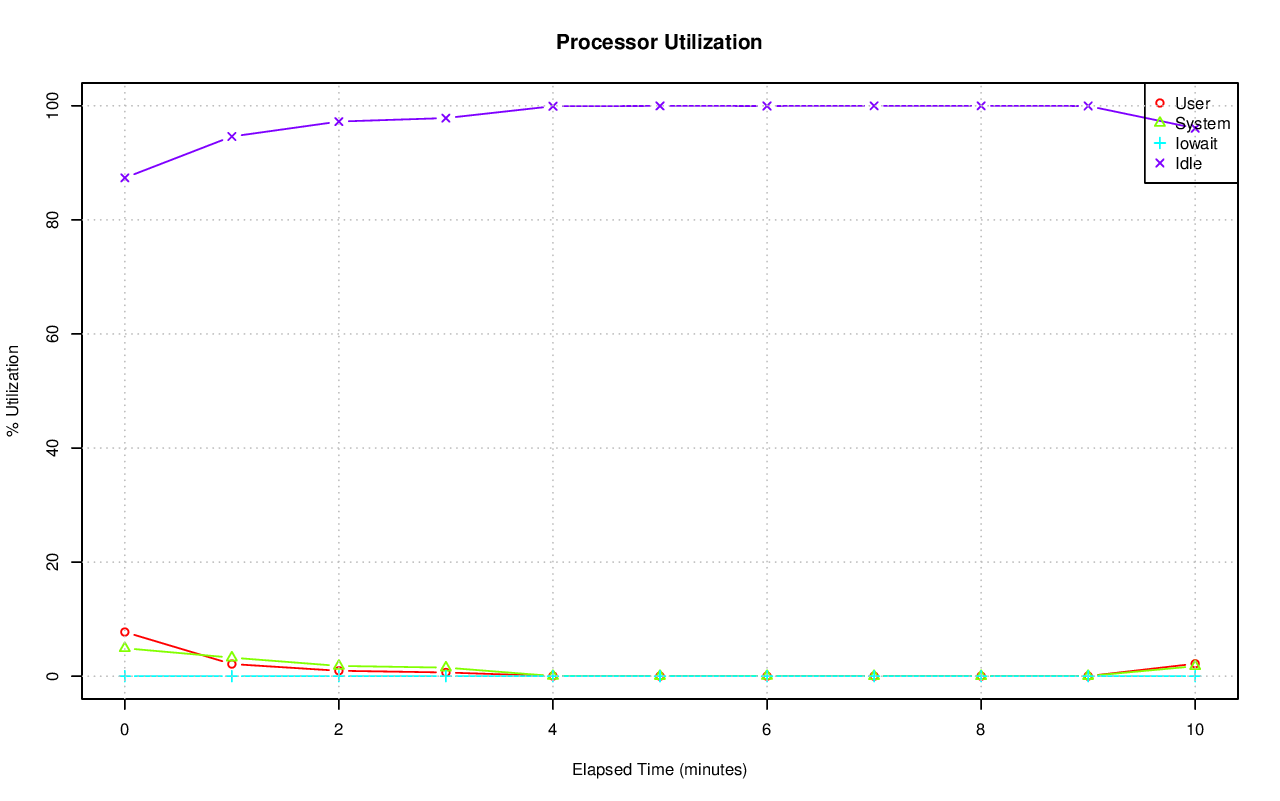 Processor Utilization
100
80
60
40
20
0
% Utilization
User
System
Iowait
Idle
0 2 4 6 8 10
Elapsed Time (minutes)